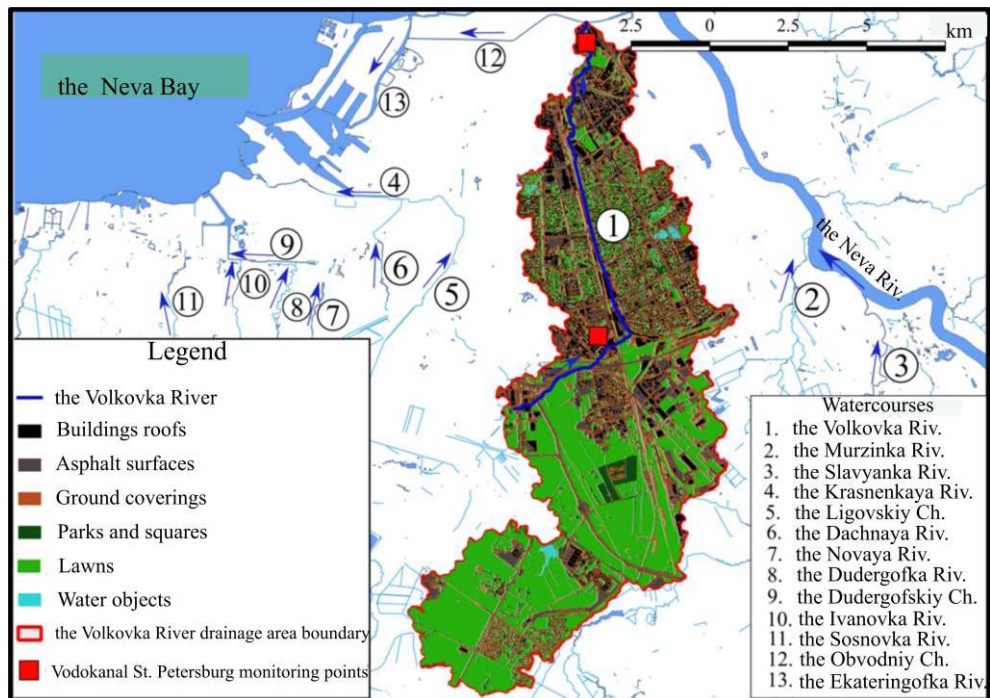 2.5 0 2.5 5 7.5
km
12
the Neva Bay
13
4
1
9
6
10
5
8
7
11
2
the Neva Riv.
3
Legend
the Volkovka River
Buildings roofs
Asphalt surfaces
Ground coverings
Parks and squares
Lawns
Water objects
the Volkovka River drainage area boundary
Vodokanal St. Petersburg monitoring points
Watercourses
1. the Volkovka Riv.
2. the Murzinka Riv.
3. the Slavyanka Riv.
4. the Krasnenkaya Riv.
5. the Ligovskiy Ch.
6. the Dachnaya Riv.
7. the Novaya Riv.
8. the Dudergofka Riv.
9. the Dudergofskiy Ch.
10. the Ivanovka Riv.
11. the Sosnovka Riv.
12. the Obvodniy Ch.
13. the Ekateringofka Riv.